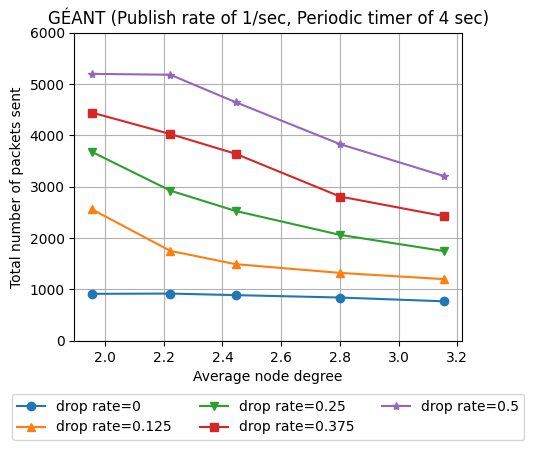 GÉANT (Publish rate of 1/sec, Periodic timer of 4 sec)
6000
5000
4000
3000
2000
1000
0
Total number of packets sent
2.0 2.2 2.4 2.6 2.8 3.0 3.2
Average node degree
drop rate=0 drop rate=0.25 drop rate=0.5
drop rate=0.125 drop rate=0.375